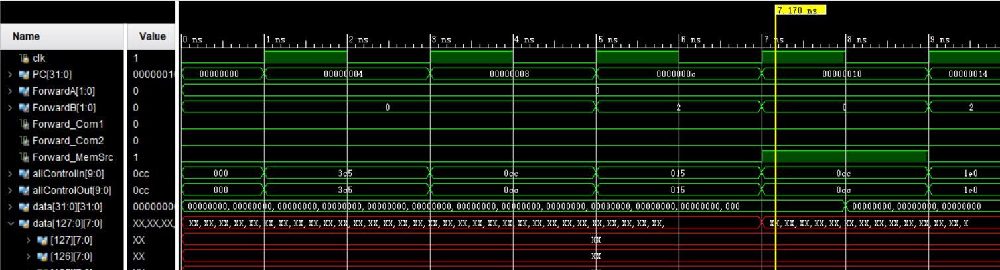 7.170 ns
Name Value 0 ns 1 ns 2 ns 3 ns 4 ns 5 ns 6 ns 7 ns 8 ns 9 ns
clk 1
PC[31:0] 0000001 00000000 00000004 00000008 0000000c 00000010 00000014
ForwardA[1:0] 0 0
ForwardB[1:0] 0 0 2 0 2
Forward_Com1 0
Forward_Com2 0
Forward_MemSrc 1
allControlIn[9:0] 0cc 000 3c5 0cc 015 0cc 1e0
allControlOut[9:0] 0cc 000 3c5 0cc 015 0cc 1e0
data[31:0][31:0] 0000000 00000000,00000000,00000000,00000000,00000000,00000000,00000000,00000000,00000000,00000000,00000000,000 00000000,00000000,00000000
data[127:0][7:0] XX,XX,XX, XX,XX,XX,XX,XX,XX,XX,XX,XX,XX,XX,XX,XX,XX,XX,XX,XX,XX,XX,XX,XX,XX,XX,XX,XX,XX,XX,XX,XX,XX,XX,XX, XX,XX,XX,XX,XX,XX,XX,XX,XX,XX,XX,XX,XX,X
[127][7:0] XX XX
[126][7:0] XX XX